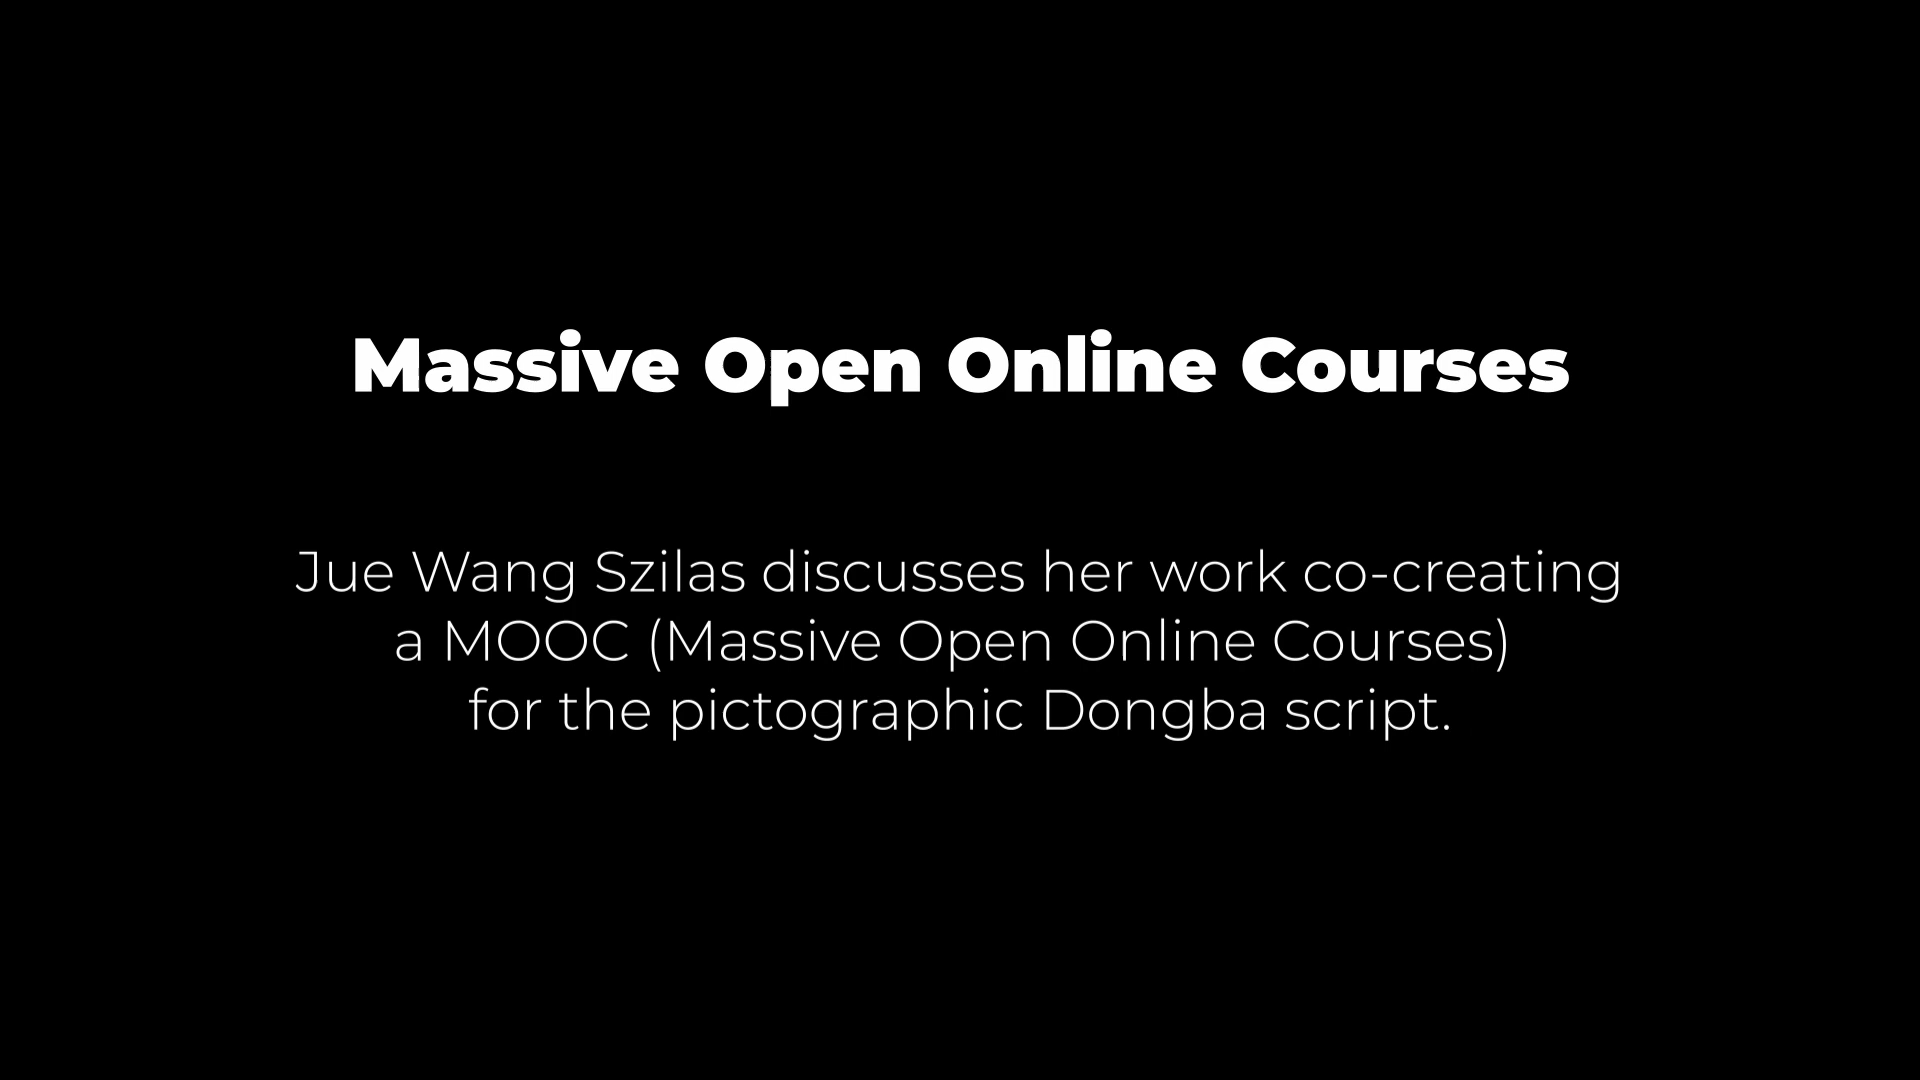 Massive Open Online Courses
Jue Wang Szilas discusses her work co-creating
a MOOC (Massive Open Online Courses)
for the pictographic Dongba script.